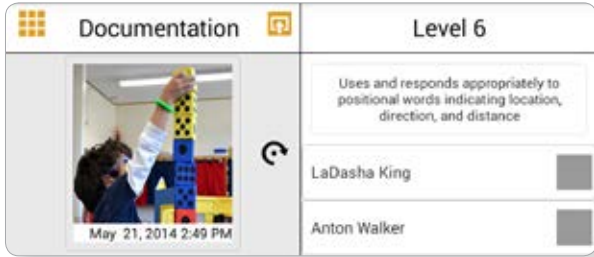 Documentation
Level 6
May 21, 2014 2:49 PM
Uses and responds appropriately to
positional words indicating location,
direction, and distance
LaDasha King
Anton Walker